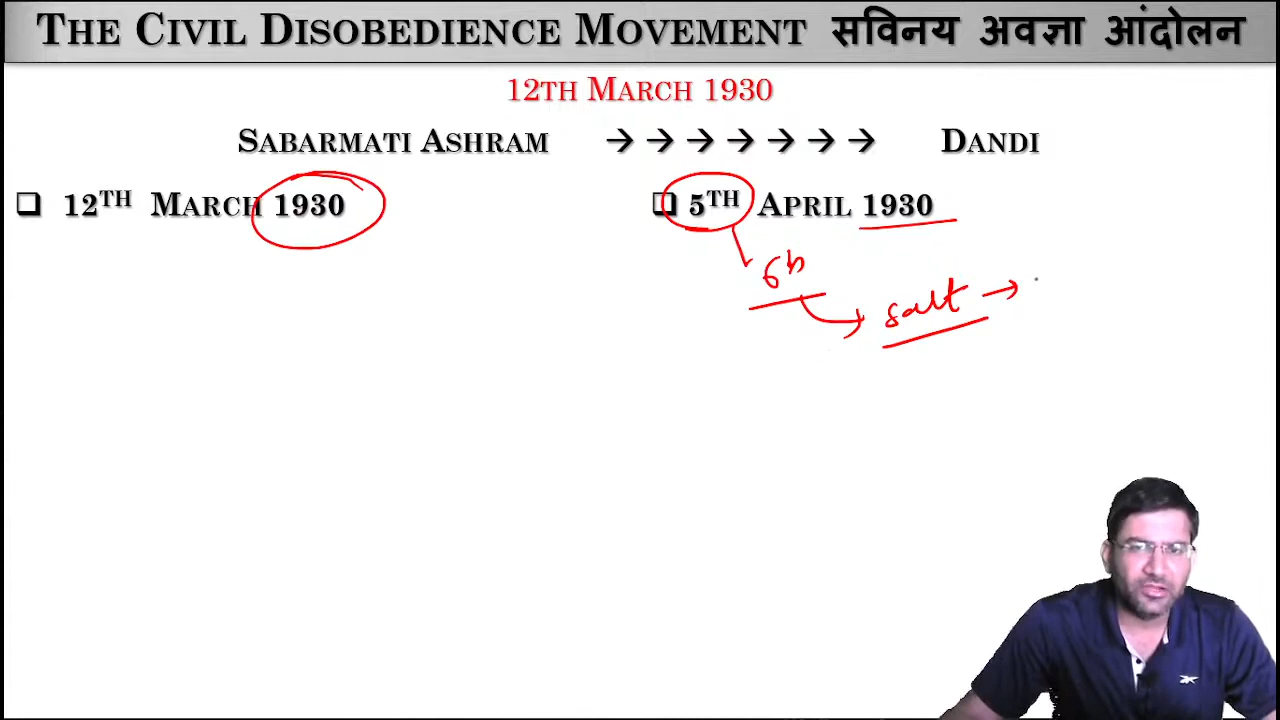 THE CIVIL DISOBEDIENCE MOVEMENT सविनय अवज्ञा आंदोलन
12TH MARCH 1930
SABARMATI ASHRAM → → → → → → → DANDI
❑ 12TH MARCH 1930 ❑ 5TH APRIL 1930
6th
salt →